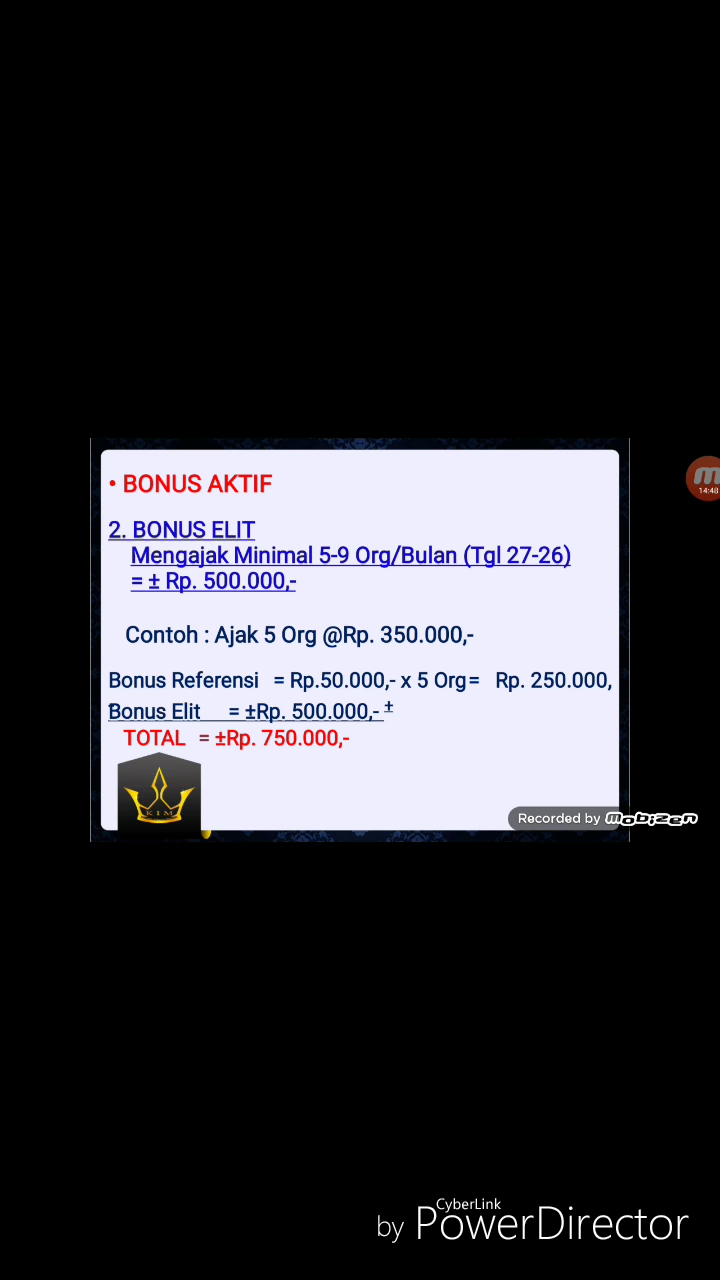 • BONUS AKTIF
2. BONUS ELIT
Mengajak Minimal 5-9 Org/Bulan (Tgl 27-26)
= ± Rp. 500.000,-
Contoh : Ajak 5 Org @Rp. 350.000,-
Bonus Referensi = Rp.50.000,- x 5 Org = Rp. 250.000,
Bonus Elit = ±Rp. 500.000,- +
TOTAL = ±Rp. 750.000,-
KIM
14:48
Recorded by mobizen
CyberLink
by PowerDirector